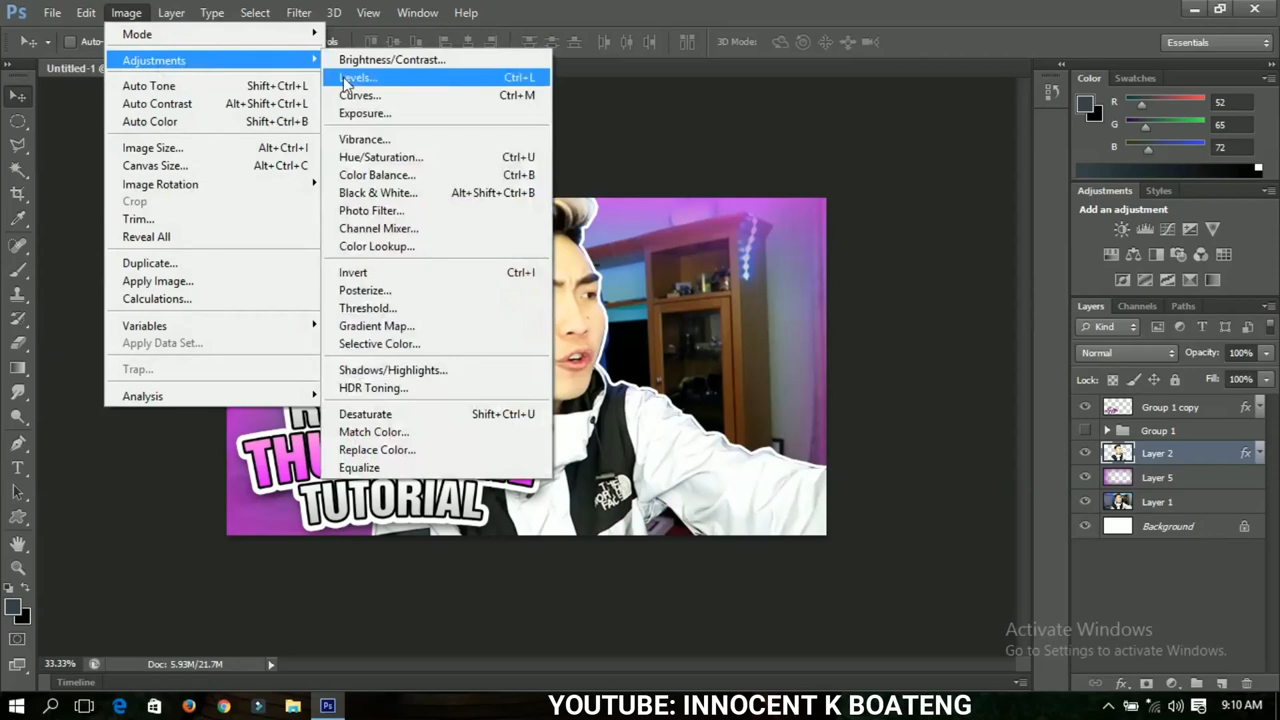 Ps File Edit Image Layer Type Select Filter 3D View Window Help
Auto- 3D Mode: Essentials
Untitled-1 @
Mode
Adjustments
Auto Tone Shift+Ctrl+L
Auto Contrast Alt+Shift+Ctrl+L
Auto Color Shift+Ctrl+B
Image Size... Alt+Ctrl+I
Canvas Size... Alt+Ctrl+C
Image Rotation
Crop
Trim...
Reveal All
Duplicate...
Apply Image...
Calculations...
Variables
Apply Data Set...
Trap...
Analysis
Brightness/Contrast...
Levels... Ctrl+L
Curves... Ctrl+M
Exposure...
Vibrance...
Hue/Saturation... Ctrl+U
Color Balance... Ctrl+B
Black & White... Alt+Shift+Ctrl+B
Photo Filter...
Channel Mixer...
Color Lookup...
Invert Ctrl+I
Posterize...
Threshold...
Gradient Map...
Selective Color...
Shadows/Highlights...
HDR Toning...
Desaturate Shift+Ctrl+U
Match Color...
Replace Color...
Equalize
TUTORIAL
THE NORTH FACE
Color Swatches
R 52
G 65
B 72
Adjustments Styles
Add an adjustment
Layers Channels Paths
Kind
Normal Opacity: 100%
Lock: Fill: 100%
Group 1 copy fx
Group 1
Layer 2 fx
Layer 5
Layer 1
Background
Activate Windows
Go to Settings to activate Windows.
33.33% Doc: 5.93M/21.7M
Timeline
YOUTUBE: INNOCENT K BOATENG
9:10 AM